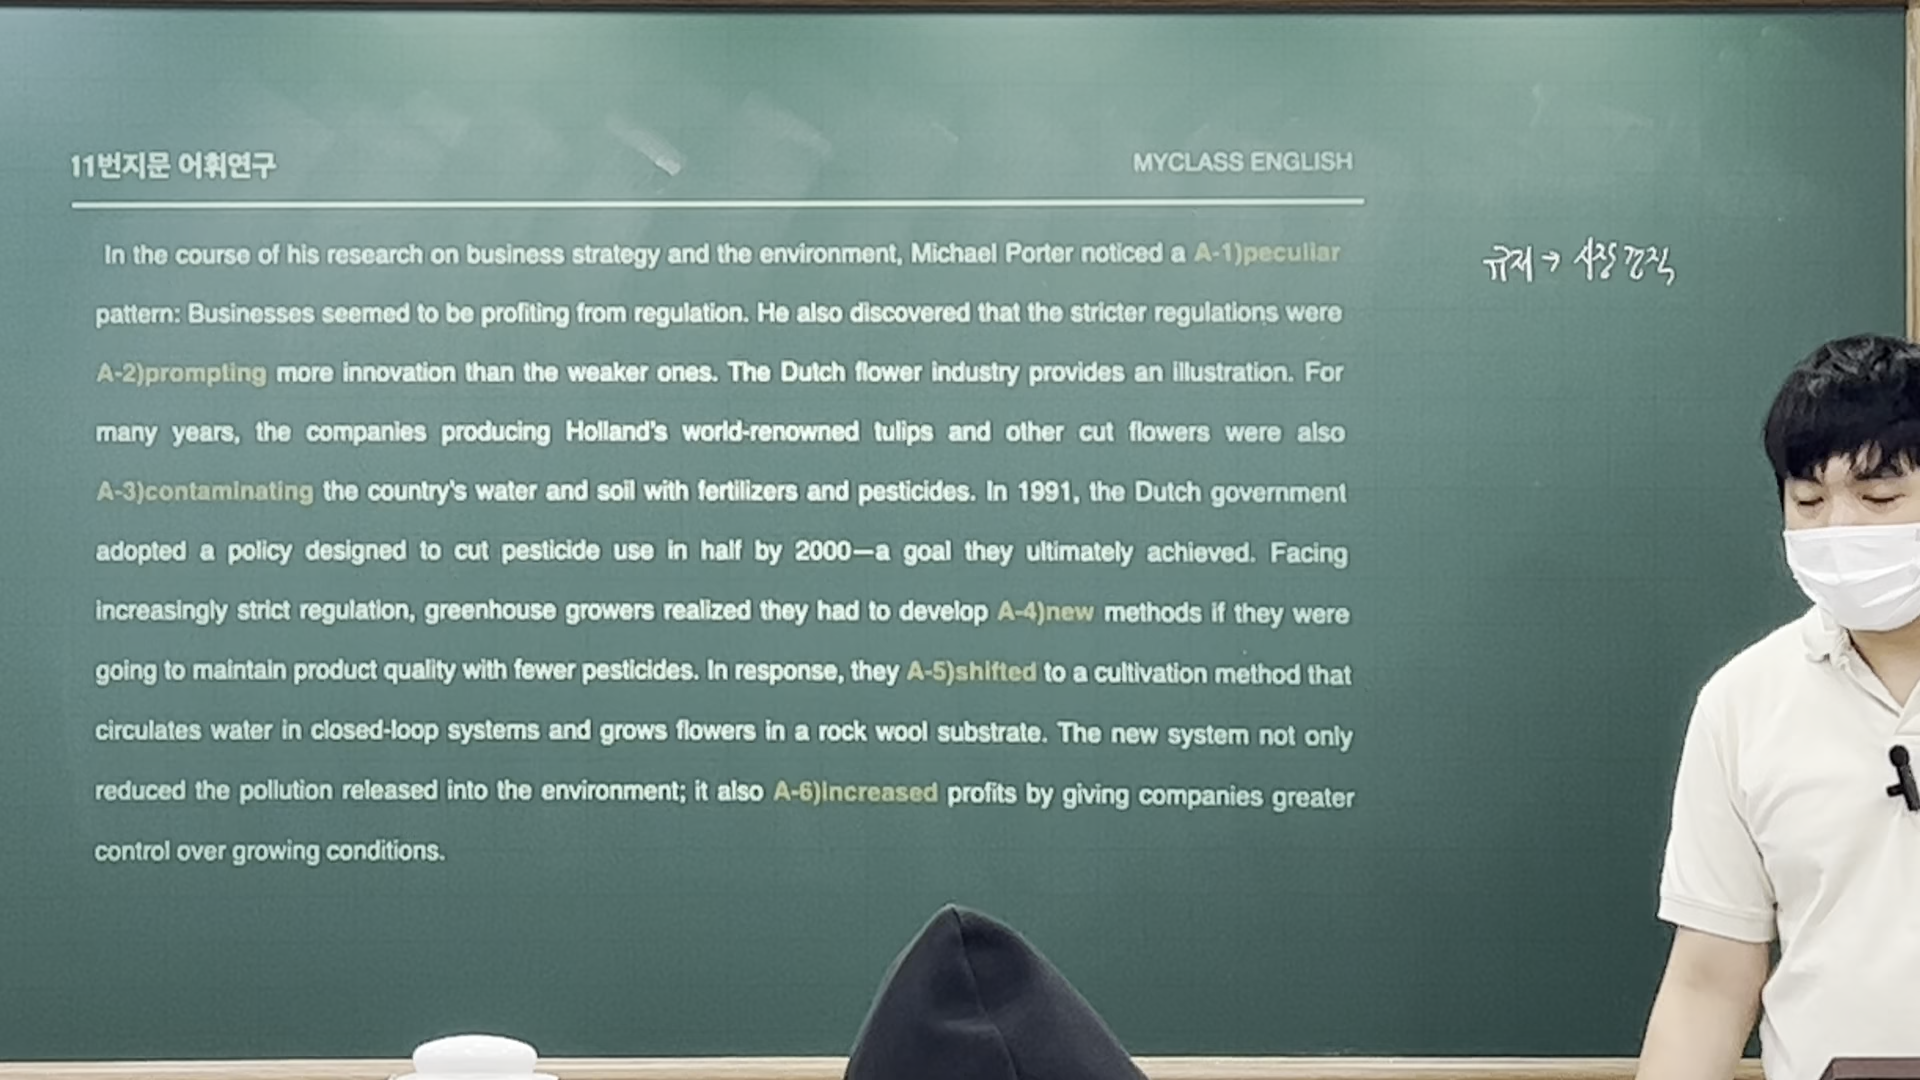 11번지문 어휘연구
MYCLASS ENGLISH
In the course of his research on business strategy and the environment, Michael Porter noticed a A-1)peculiar
pattern: Businesses seemed to be profiting from regulation. He also discovered that the stricter regulations were
A-2)prompting more innovation than the weaker ones. The Dutch flower industry provides an illustration. For
many years, the companies producing Holland's world-renowned tulips and other cut flowers were also
A-3)contaminating the country's water and soil with fertilizers and pesticides. In 1991, the Dutch government
adopted a policy designed to cut pesticide use in half by 2000—a goal they ultimately achieved. Facing
increasingly strict regulation, greenhouse growers realized they had to develop A-4)new methods if they were
going to maintain product quality with fewer pesticides. In response, they A-5)shifted to a cultivation method that
circulates water in closed-loop systems and grows flowers in a rock wool substrate. The new system not only
reduced the pollution released into the environment; it also A-6)increased profits by giving companies greater
control over growing conditions.
규제 → 시장 경직